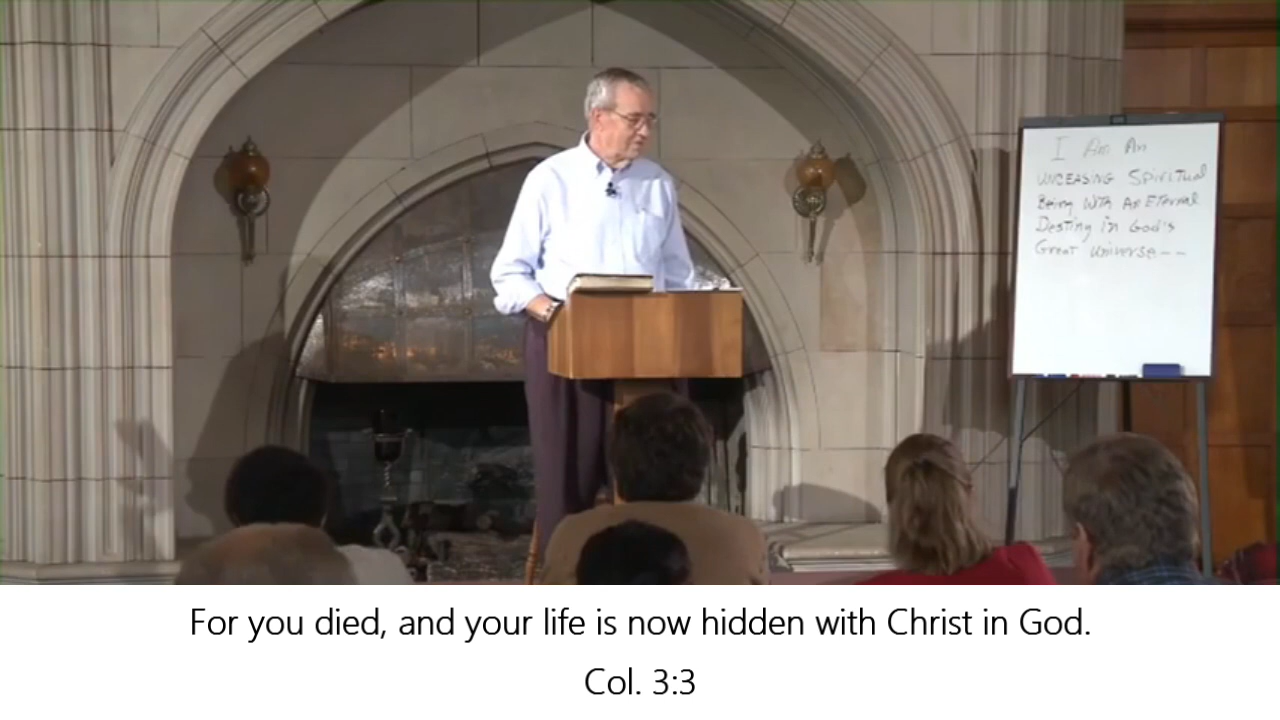 I Am An
UNCEASING SPIRITUAL
Being WITH AN ETERNAL
Destiny in God's
Great Universe--
For you died, and your life is now hidden with Christ in God.
Col. 3:3